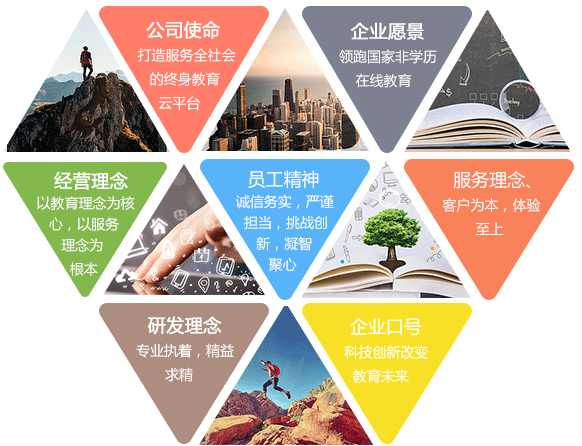 公司使命
打造服务全社会
的终身教育
云平台
企业愿景
领跑国家非学历
在线教育
经营理念
以教育理念为核
心，以服务
理念为
根本
员工精神
诚信务实，严谨
担当，挑战创
新，凝智
聚心
服务理念、
客户为本，体验
至上
研发理念
专业执着，精益
求精
企业口号
科技创新改变
教育未来